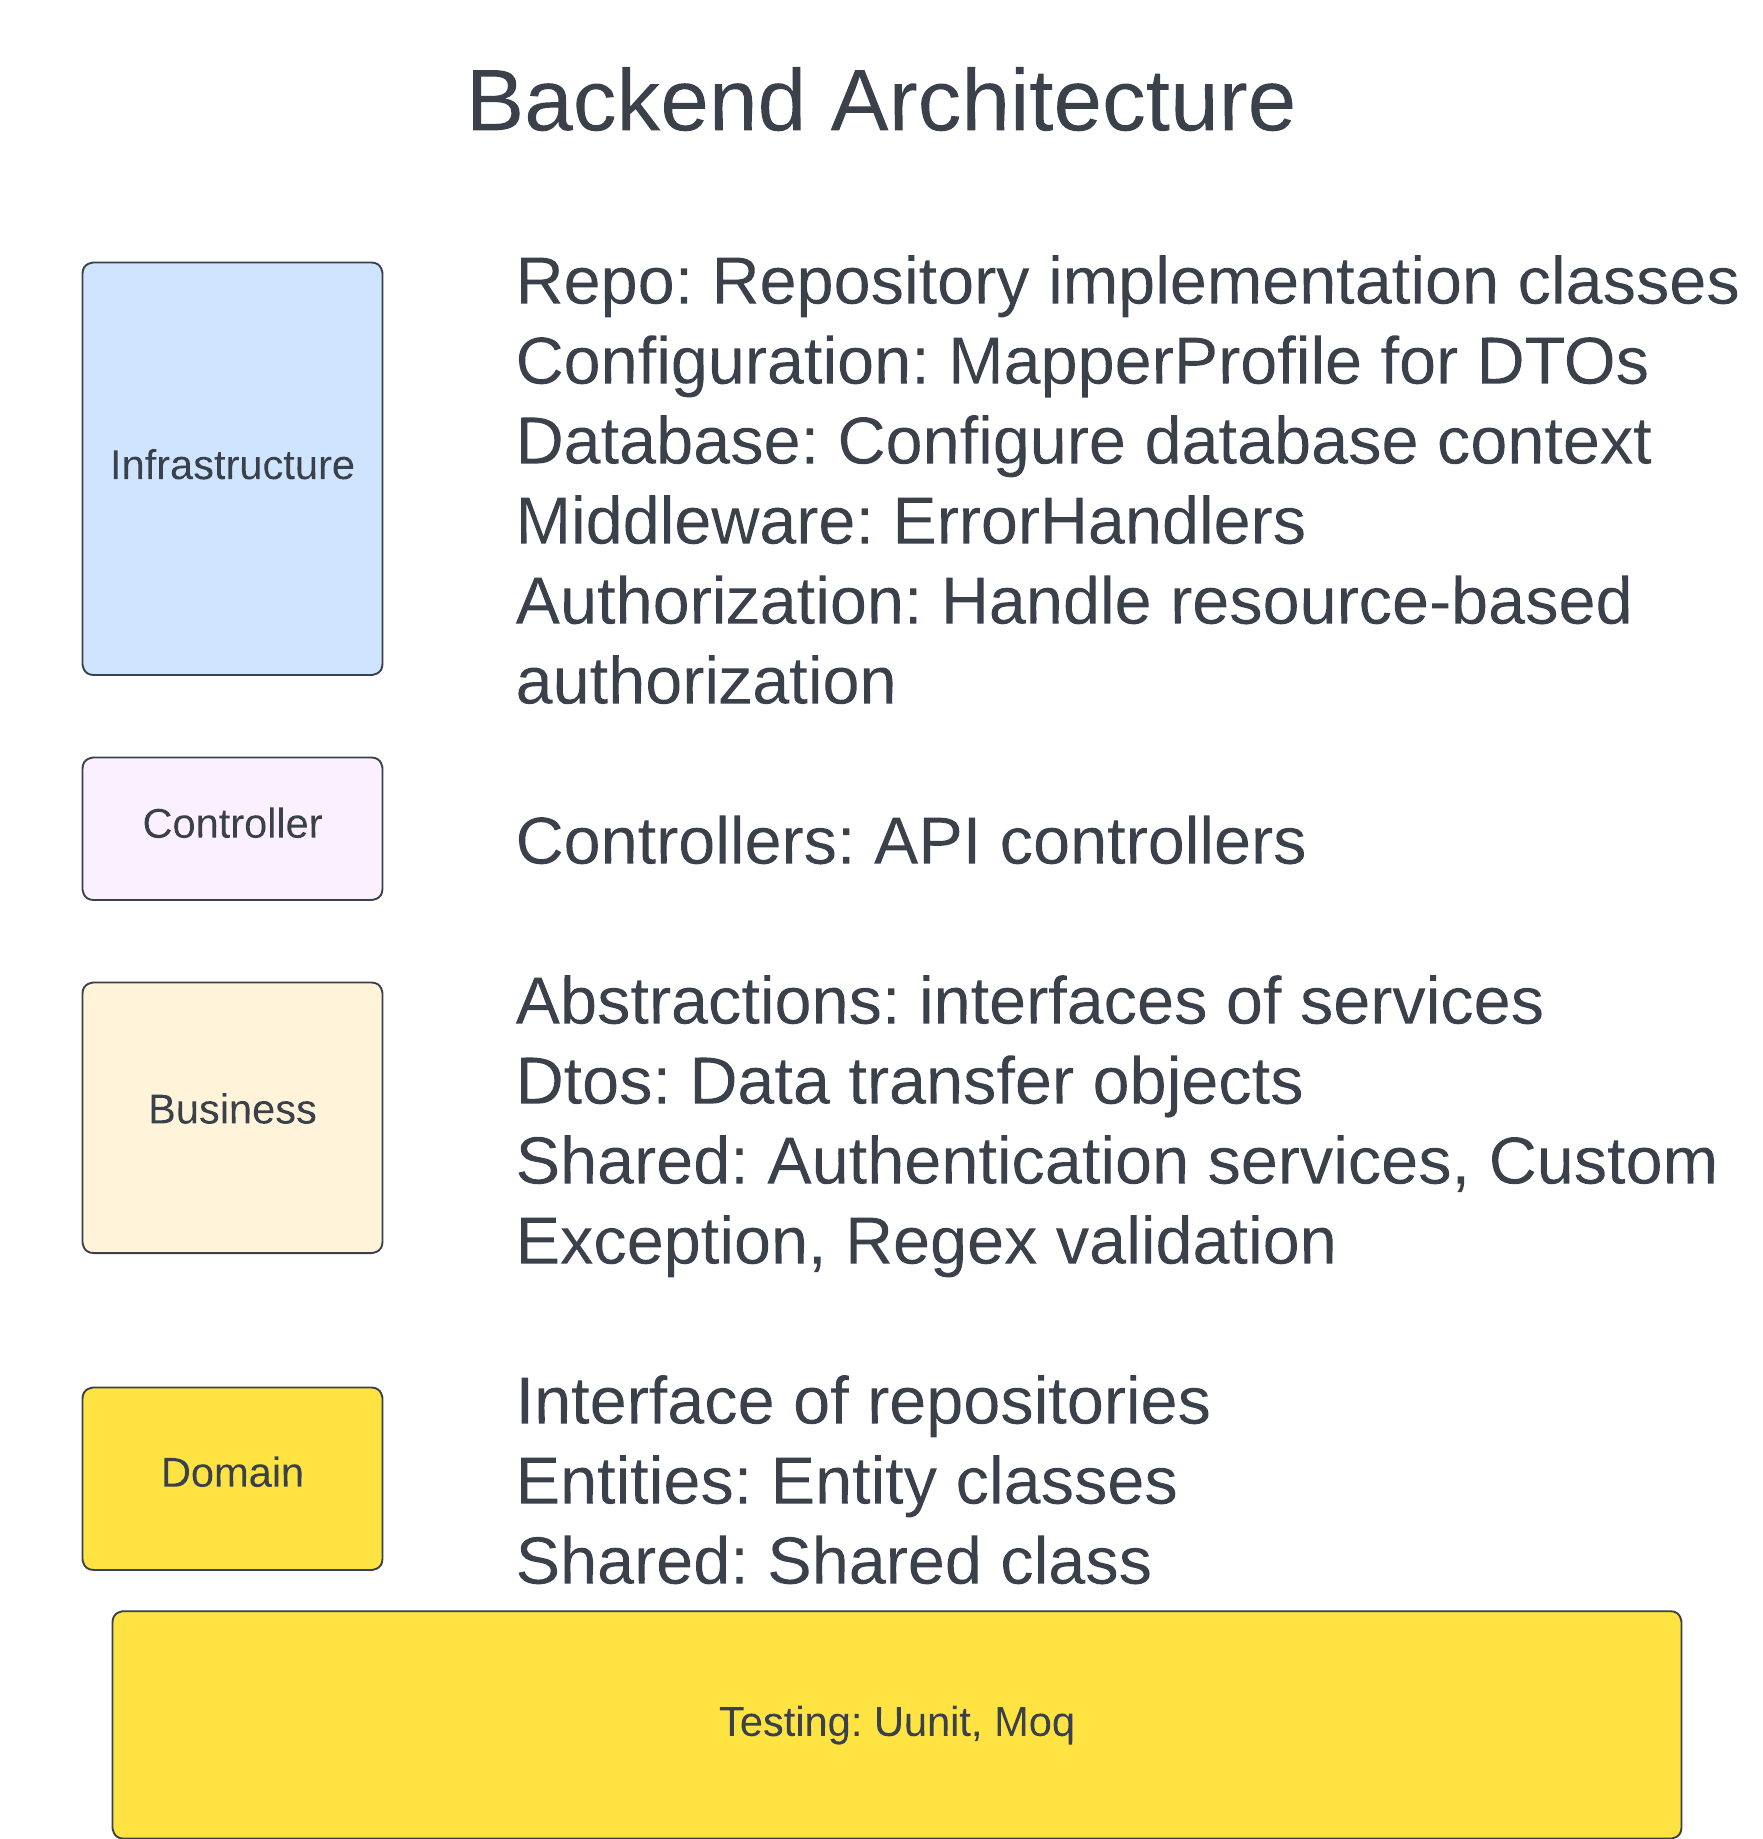 Backend Architecture
Infrastructure
Repo: Repository implementation classes
Configuration: MapperProfile for DTOs
Database: Configure database context
Middleware: ErrorHandlers
Authorization: Handle resource-based
authorization
Controller
Controllers: API controllers
Business
Abstractions: interfaces of services
Dtos: Data transfer objects
Shared: Authentication services, Custom
Exception, Regex validation
Domain
Interface of repositories
Entities: Entity classes
Shared: Shared class
Testing: Uunit, Moq